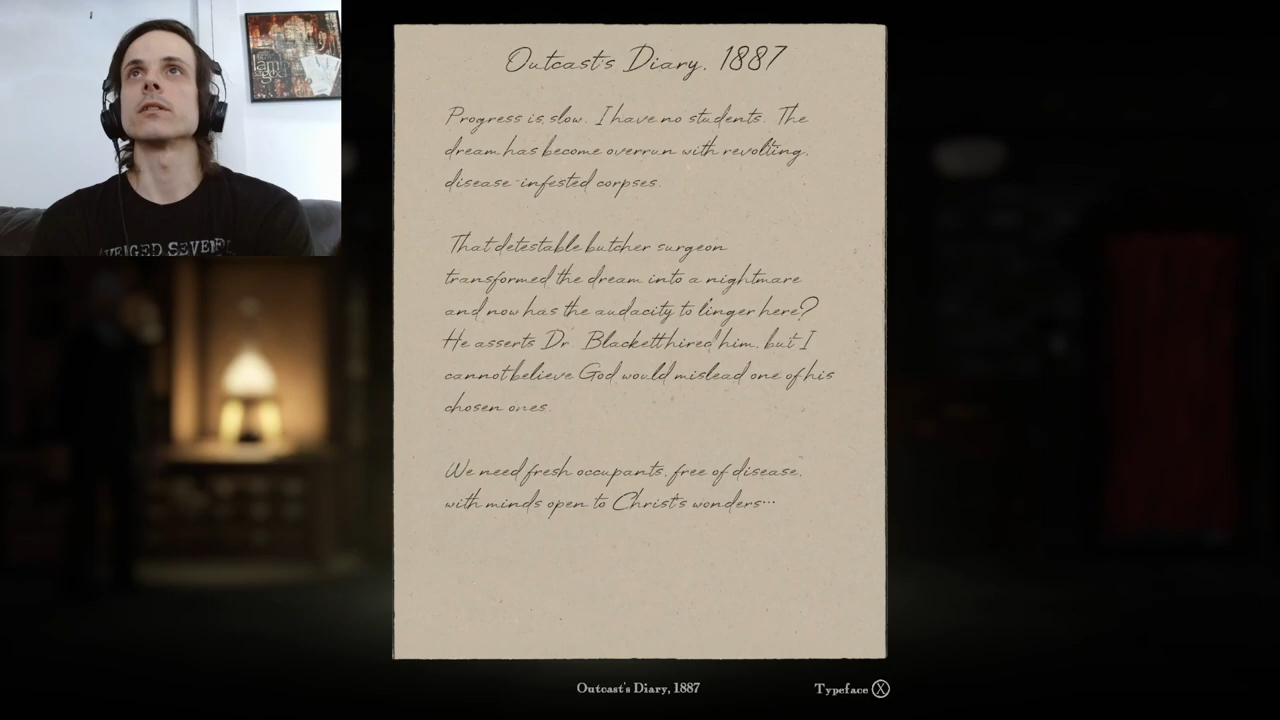 Outcast's Diary, 1887
Progress is slow. I have no students. The
dream has become overrun with revolting,
disease-infested corpses.
That detestable butcher surgeon
transformed the dream into a nightmare
and now has the audacity to linger here?
He asserts Dr. Blackett hired him, but I
cannot believe God would mislead one of his
chosen ones.
We need fresh occupants, free of disease,
with minds open to Christ's wonders...
Outcast's Diary, 1887
Typeface X
lamb
god